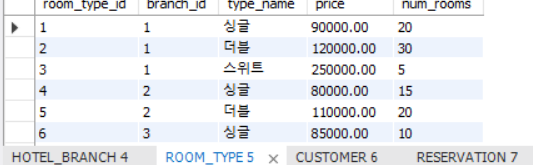 room_type_id branch_id type_name price num_rooms
1 1 싱글 90000.00 20
2 1 더블 120000.00 30
3 1 스위트 250000.00 5
4 2 싱글 80000.00 15
5 2 더블 110000.00 20
6 3 싱글 85000.00 10
HOTEL_BRANCH 4 ROOM_TYPE 5 × CUSTOMER 6 RESERVATION 7